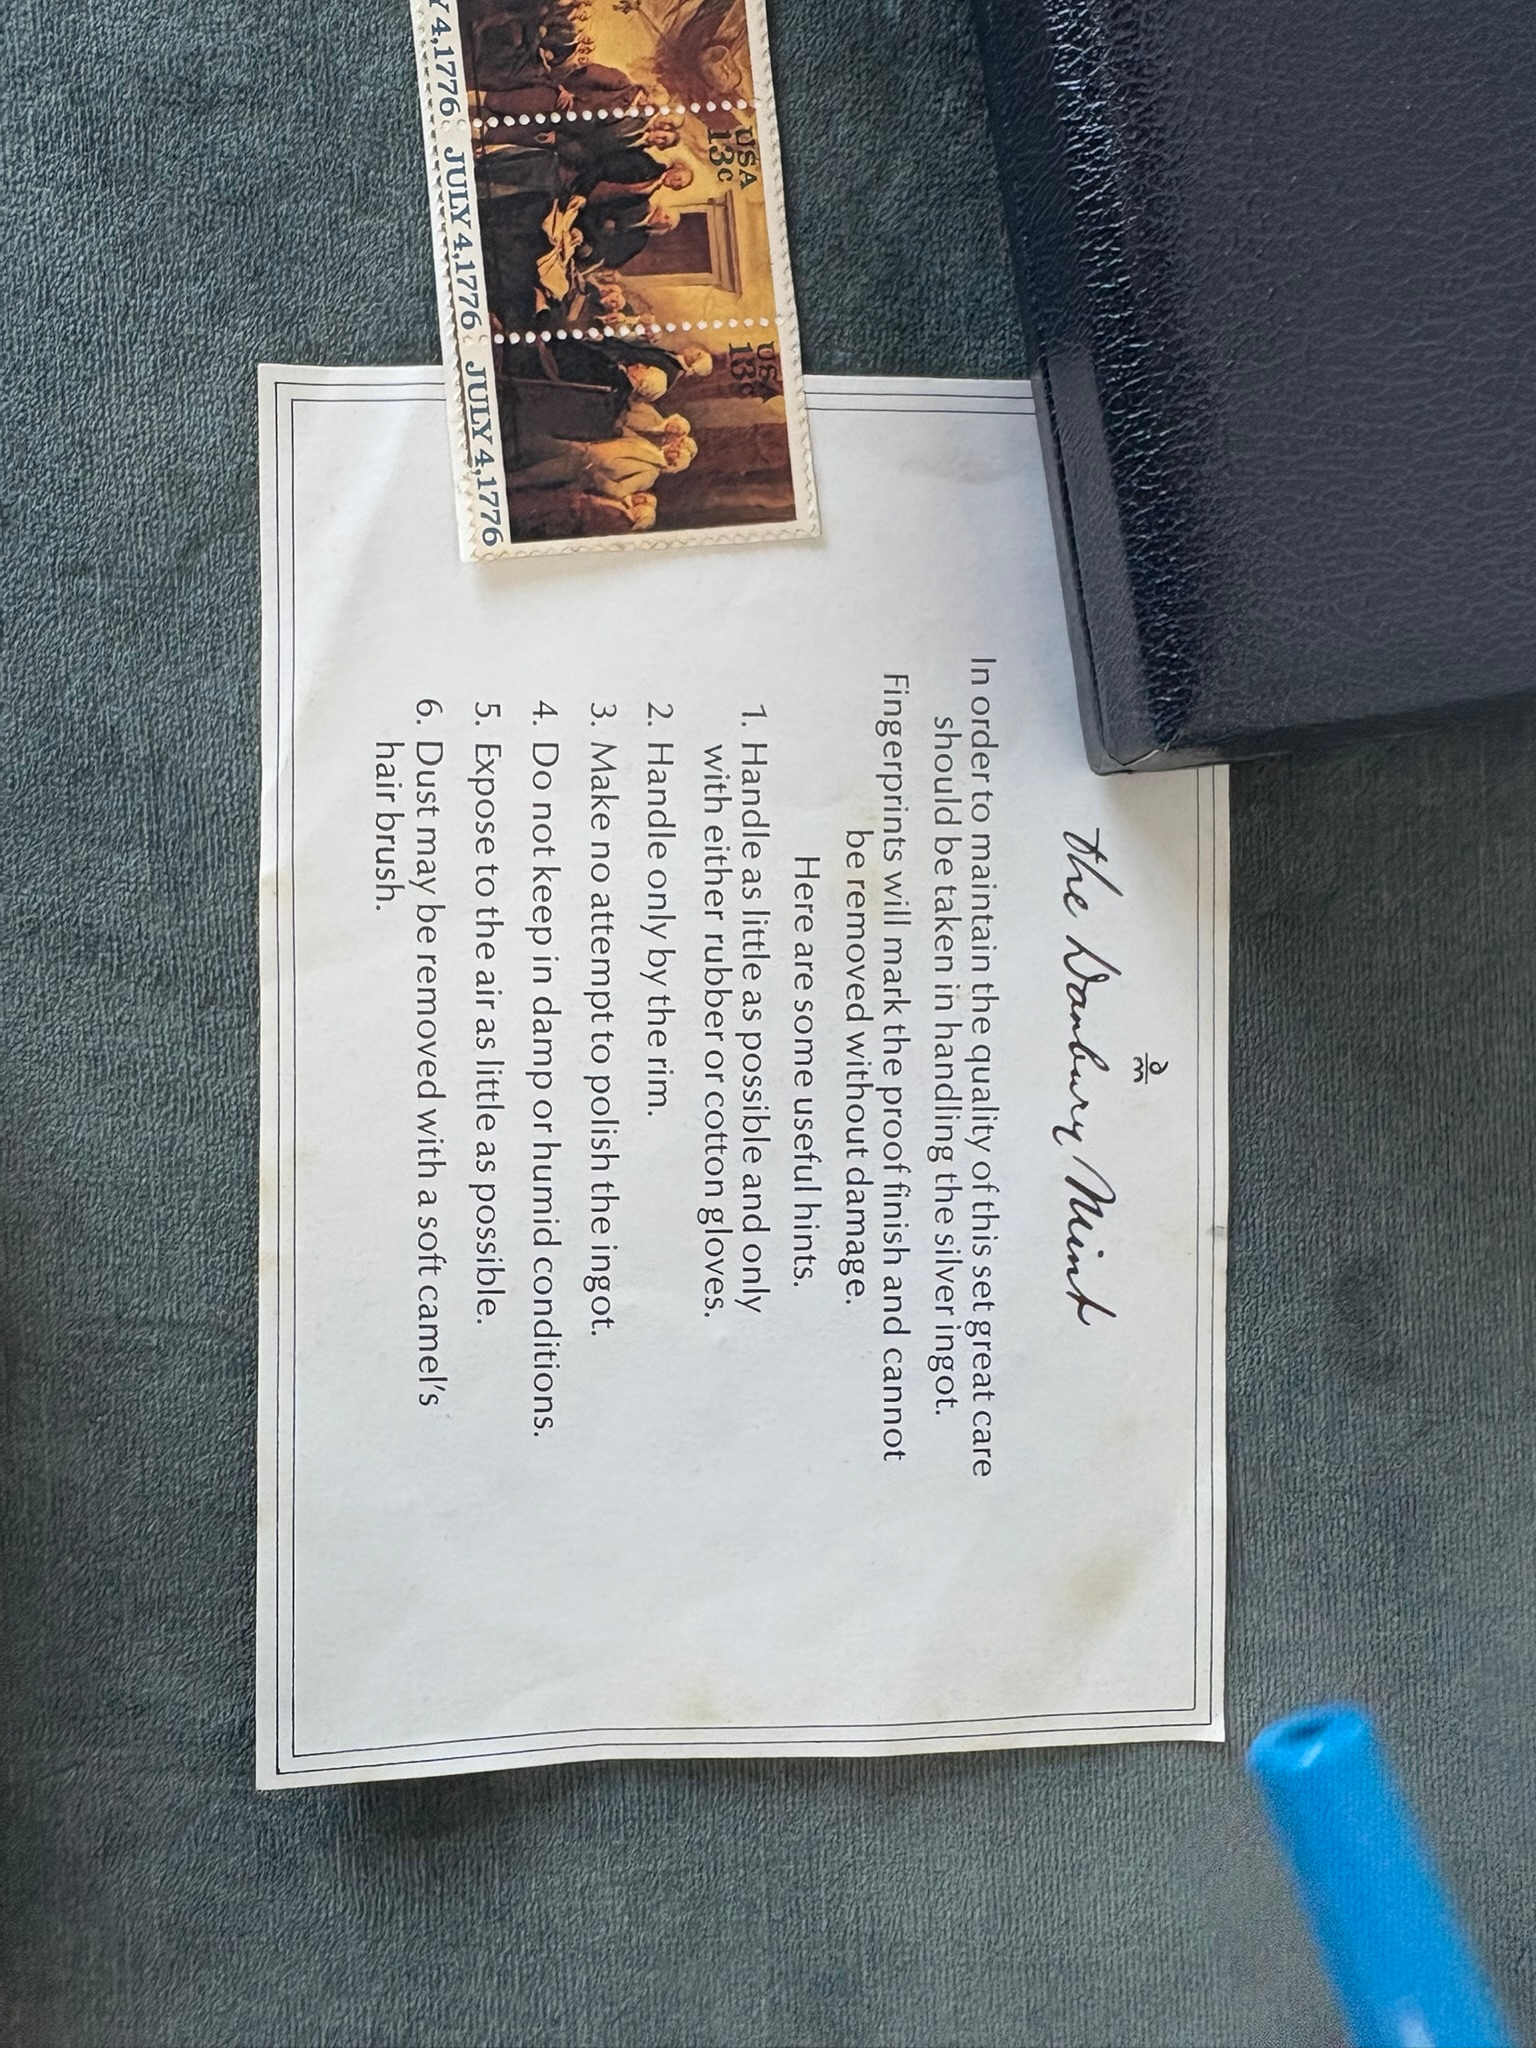 ∂m
the Danbury Mint
In order to maintain the quality of this set great care
should be taken in handling the silver ingot.
Fingerprints will mark the proof finish and cannot
be removed without damage.
Here are some useful hints.
1. Handle as little as possible and only
with either rubber or cotton gloves.
2. Handle only by the rim.
3. Make no attempt to polish the ingot.
4. Do not keep in damp or humid conditions.
5. Expose to the air as little as possible.
6. Dust may be removed with a soft camel's
hair brush.
USA
13c
USA
13c
Y 4,1776 JULY 4,1776 JULY 4,1776